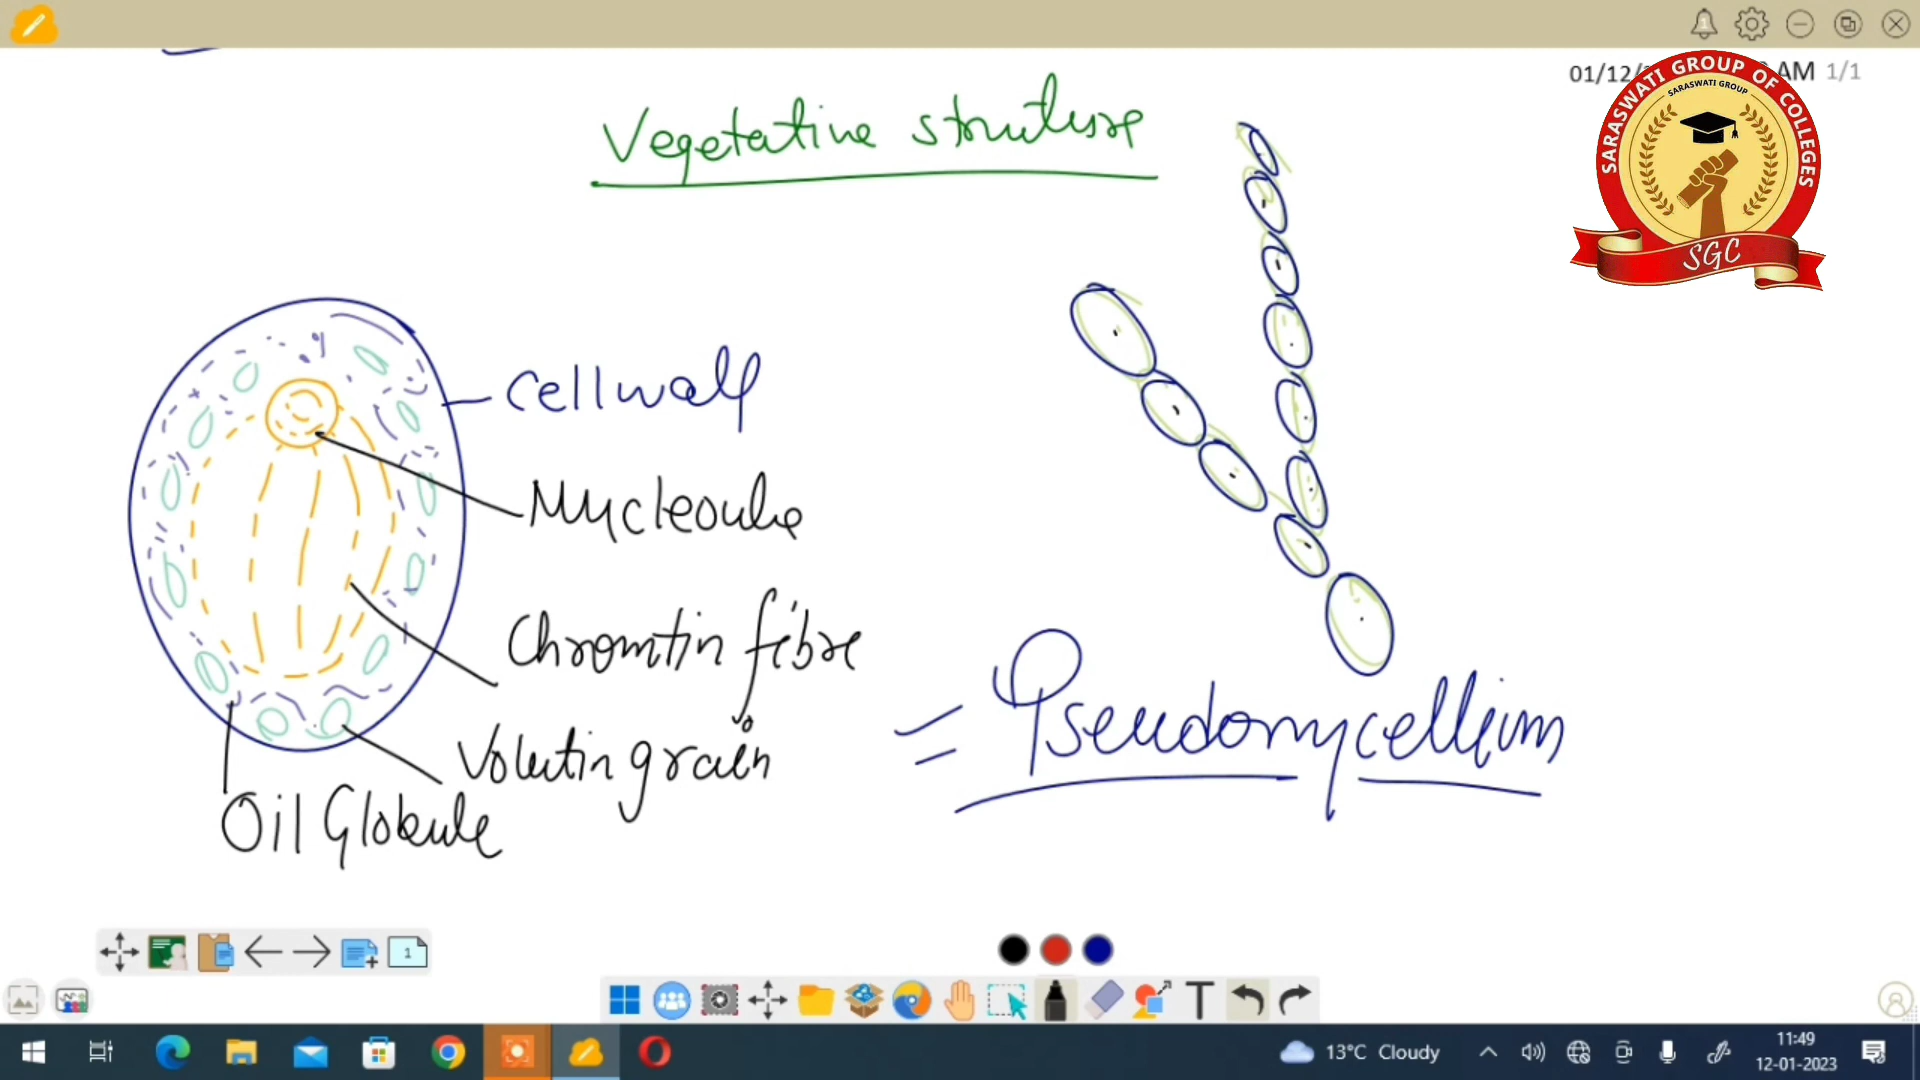 01/12/ AM 1/1
SARASWATI GROUP OF COLLEGES
SARASWATI GROUP
SGC
Vegetative struture
Cellwall
Nucleoule
Chromtin fibre
Volutin grain
Oil Globule
= Pseudomycellium
1
T
13°C Cloudy
11:49
12-01-2023